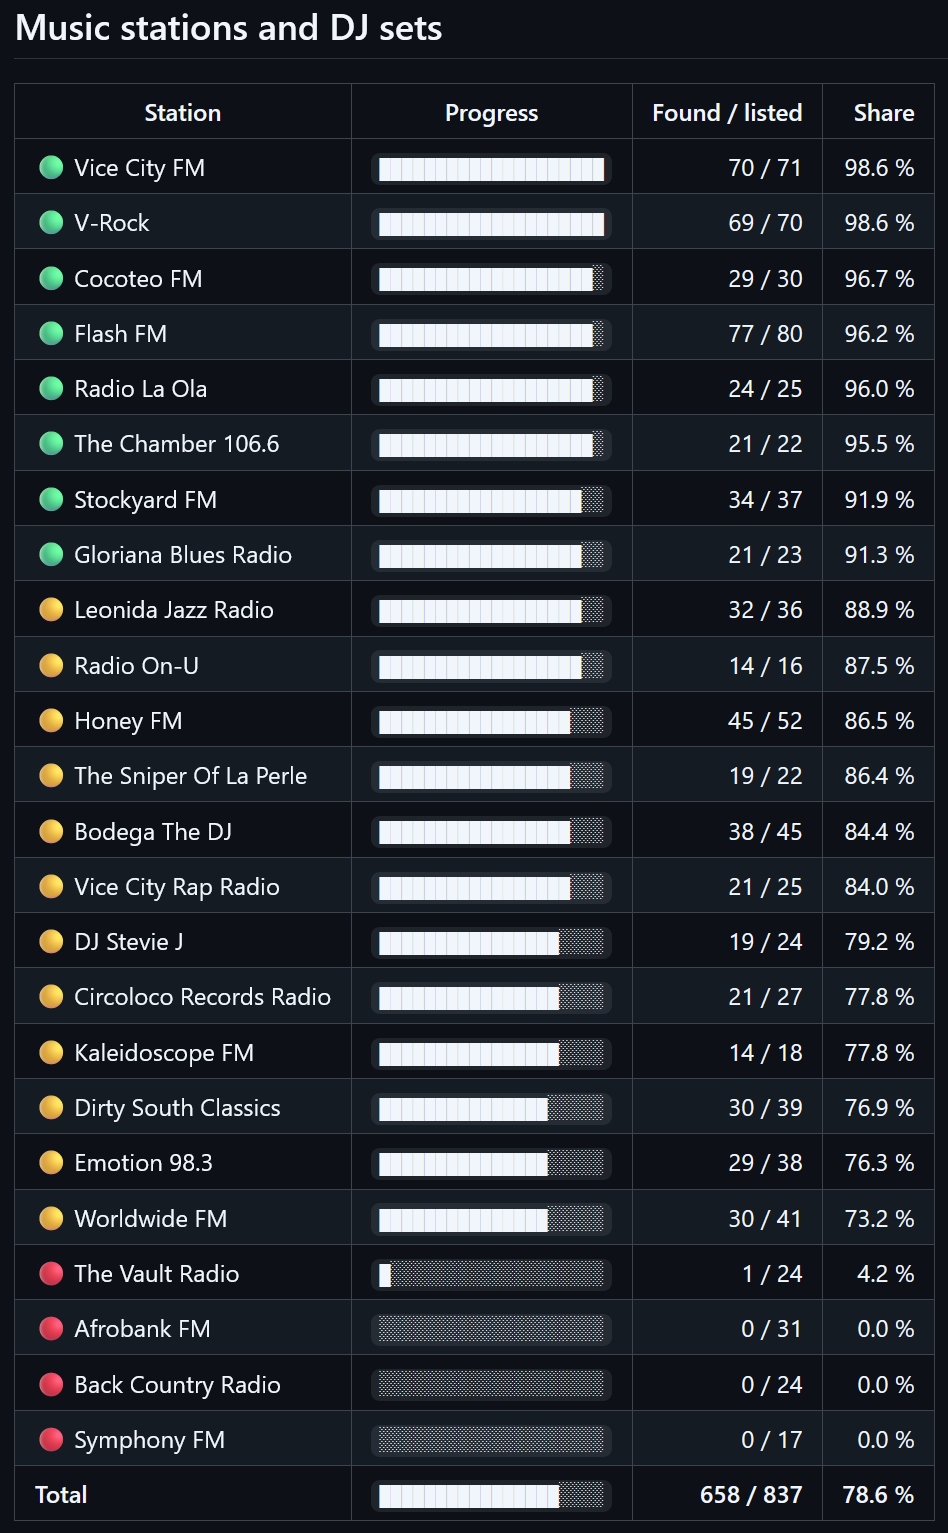 Music stations and DJ sets
Station Progress Found / listed Share
Vice City FM 70 / 71 98.6 %
V-Rock 69 / 70 98.6 %
Cocoteo FM 29 / 30 96.7 %
Flash FM 77 / 80 96.2 %
Radio La Ola 24 / 25 96.0 %
The Chamber 106.6 21 / 22 95.5 %
Stockyard FM 34 / 37 91.9 %
Gloriana Blues Radio 21 / 23 91.3 %
Leonida Jazz Radio 32 / 36 88.9 %
Radio On-U 14 / 16 87.5 %
Honey FM 45 / 52 86.5 %
The Sniper Of La Perle 19 / 22 86.4 %
Bodega The DJ 38 / 45 84.4 %
Vice City Rap Radio 21 / 25 84.0 %
DJ Stevie J 19 / 24 79.2 %
Circoloco Records Radio 21 / 27 77.8 %
Kaleidoscope FM 14 / 18 77.8 %
Dirty South Classics 30 / 39 76.9 %
Emotion 98.3 29 / 38 76.3 %
Worldwide FM 30 / 41 73.2 %
The Vault Radio 1 / 24 4.2 %
Afrobank FM 0 / 31 0.0 %
Back Country Radio 0 / 24 0.0 %
Symphony FM 0 / 17 0.0 %
Total 658 / 837 78.6 %